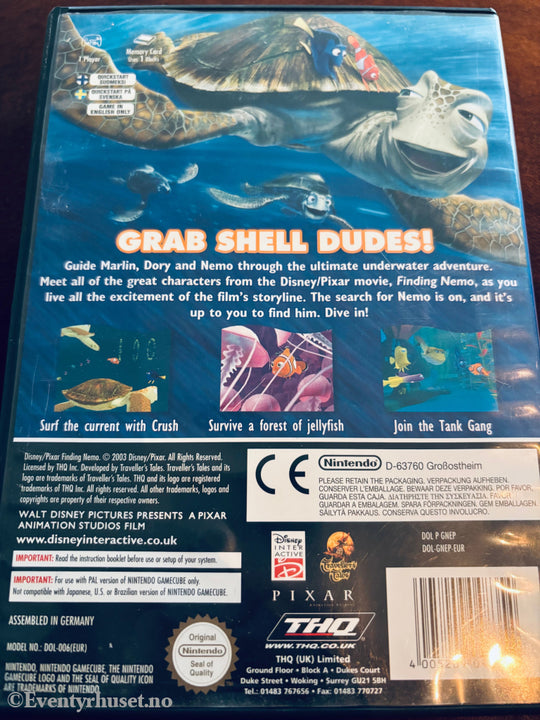 1 Player
Memory Card
Uses 1 Blocks
QUICKSTART
SUOMEKSI
QUICKSTART PÅ
SVENSKA
GAME IN
ENGLISH ONLY
GRAB SHELL DUDES!
Guide Marlin, Dory and Nemo through the ultimate underwater adventure.
Meet all of the great characters from the Disney/Pixar movie, Finding Nemo, as you
live all the excitement of the film's storyline. The search for Nemo is on, and it's
up to you to find him. Dive in!
Surf the current with Crush
Survive a forest of jellyfish
Join the Tank Gang
Disney/Pixar Finding Nemo. © 2003 Disney/Pixar. All Rights Reserved.
Licensed by THQ Inc. Developed by Traveller's Tales. Traveller's Tales and its
logo are trademarks of Traveller's Tales. THQ and its logo are registered
trademarks of THQ Inc. All rights reserved. All other trademarks, logos and
copyrights are property of their respective owners.
WALT DISNEY PICTURES PRESENTS A PIXAR
ANIMATION STUDIOS FILM
www.disneyinteractive.co.uk
IMPORTANT: Read the instruction booklet before use or setup of your system.
IMPORTANT: For use with PAL version of NINTENDO GAMECUBE only.
Not compatible with Japanese, U.S. or Brazilian version of NINTENDO GAMECUBE.
ASSEMBLED IN GERMANY
MODEL NO: DOL-006(EUR)
NINTENDO, NINTENDO GAMECUBE, THE NINTENDO
GAMECUBE LOGO AND THE SEAL OF QUALITY ICON
ARE TRADEMARKS OF NINTENDO.
Original
Nintendo
Seal of
Quality
CE
Nintendo D-63760 Großostheim
PLEASE RETAIN THE PACKAGING. VERPACKUNG AUFHEBEN.
CONSERVER L'EMBALLAGE. BEWAAR DEZE VERPAKKING. POR FAVOR,
GUARDA ESTA CAJA. ΔΙΑΤΗΡΗΣΤΕ ΤΗΝ ΣΥΣΚΕΥΑΣΙΑ. FAVOR
GUARDAR A EMBALAGEM. SPARA FÖRPACKNINGEN. GEM EMBALLAGEN.
SÄILYTÄ PAKKAUS. CONSERVA QUESTO INVOLUCRO.
DOL P GNEP
DOL-GNEP-EUR
Disney
INTER
ACTIVE
Traveller's
Tales
PIXAR
THQ
WWW.THQ.CO.UK
THQ (UK) Limited
Ground Floor • Block A • Dukes Court
Duke Street • Woking • Surrey GU21 5BH
Tel: 01483 767656 • Fax: 01483 770727
©Eventyrhuset.no